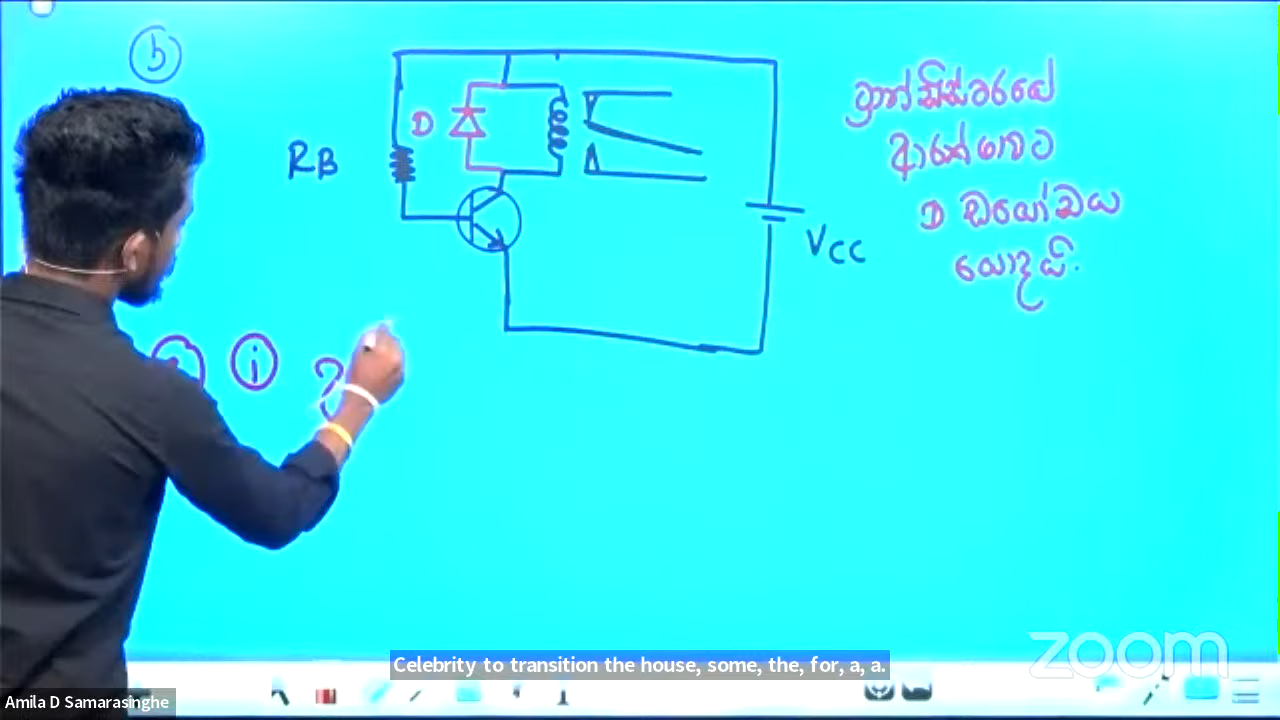 b
RB
D
VCC
ට්‍රාන්සිස්ටරයේ
ආරක්ෂාවට
D ඩයෝඩය
යොදයි.
i
Celebrity to transition the house, some, the, for, a, a.
zoom
Amila D Samarasinghe